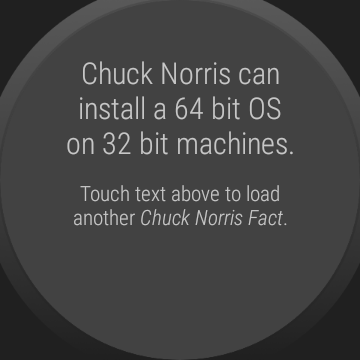 Chuck Norris can
install a 64 bit OS
on 32 bit machines.
Touch text above to load
another Chuck Norris Fact.